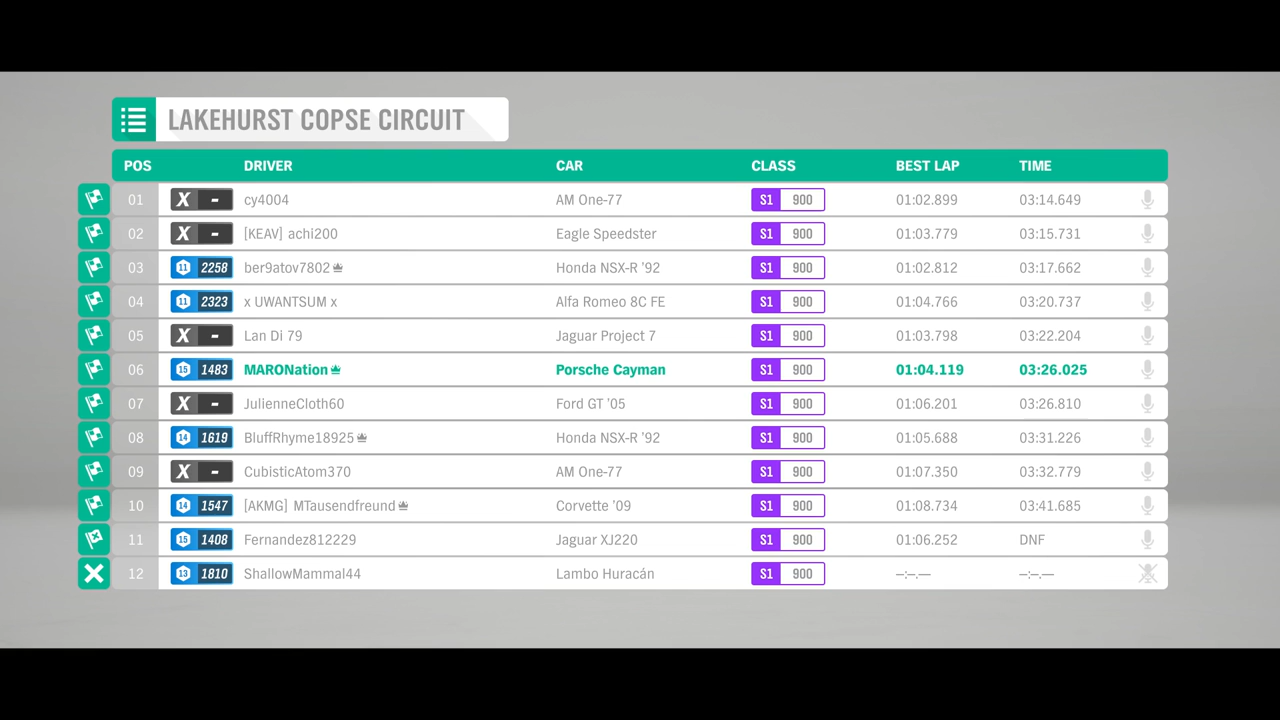 LAKEHURST COPSE CIRCUIT
POS DRIVER CAR CLASS BEST LAP TIME
01 X - cy4004 AM One-77 S1 900 01:02.899 03:14.649
02 X - [KEAV] achi200 Eagle Speedster S1 900 01:03.779 03:15.731
03 11 2258 ber9atov7802 Honda NSX-R '92 S1 900 01:02.812 03:17.662
04 11 2323 x UWANTSUM x Alfa Romeo 8C FE S1 900 01:04.766 03:20.737
05 X - Lan Di 79 Jaguar Project 7 S1 900 01:03.798 03:22.204
06 15 1483 MARONation Porsche Cayman S1 900 01:04.119 03:26.025
07 X - JulienneCloth60 Ford GT '05 S1 900 01:06.201 03:26.810
08 14 1619 BluffRhyme18925 Honda NSX-R '92 S1 900 01:05.688 03:31.226
09 X - CubisticAtom370 AM One-77 S1 900 01:07.350 03:32.779
10 14 1547 [AKMG] MTausendfreund Corvette '09 S1 900 01:08.734 03:41.685
11 15 1408 Fernandez812229 Jaguar XJ220 S1 900 01:06.252 DNF
12 13 1810 ShallowMammal44 Lambo Huracán S1 900 –:–.–– –:–.––